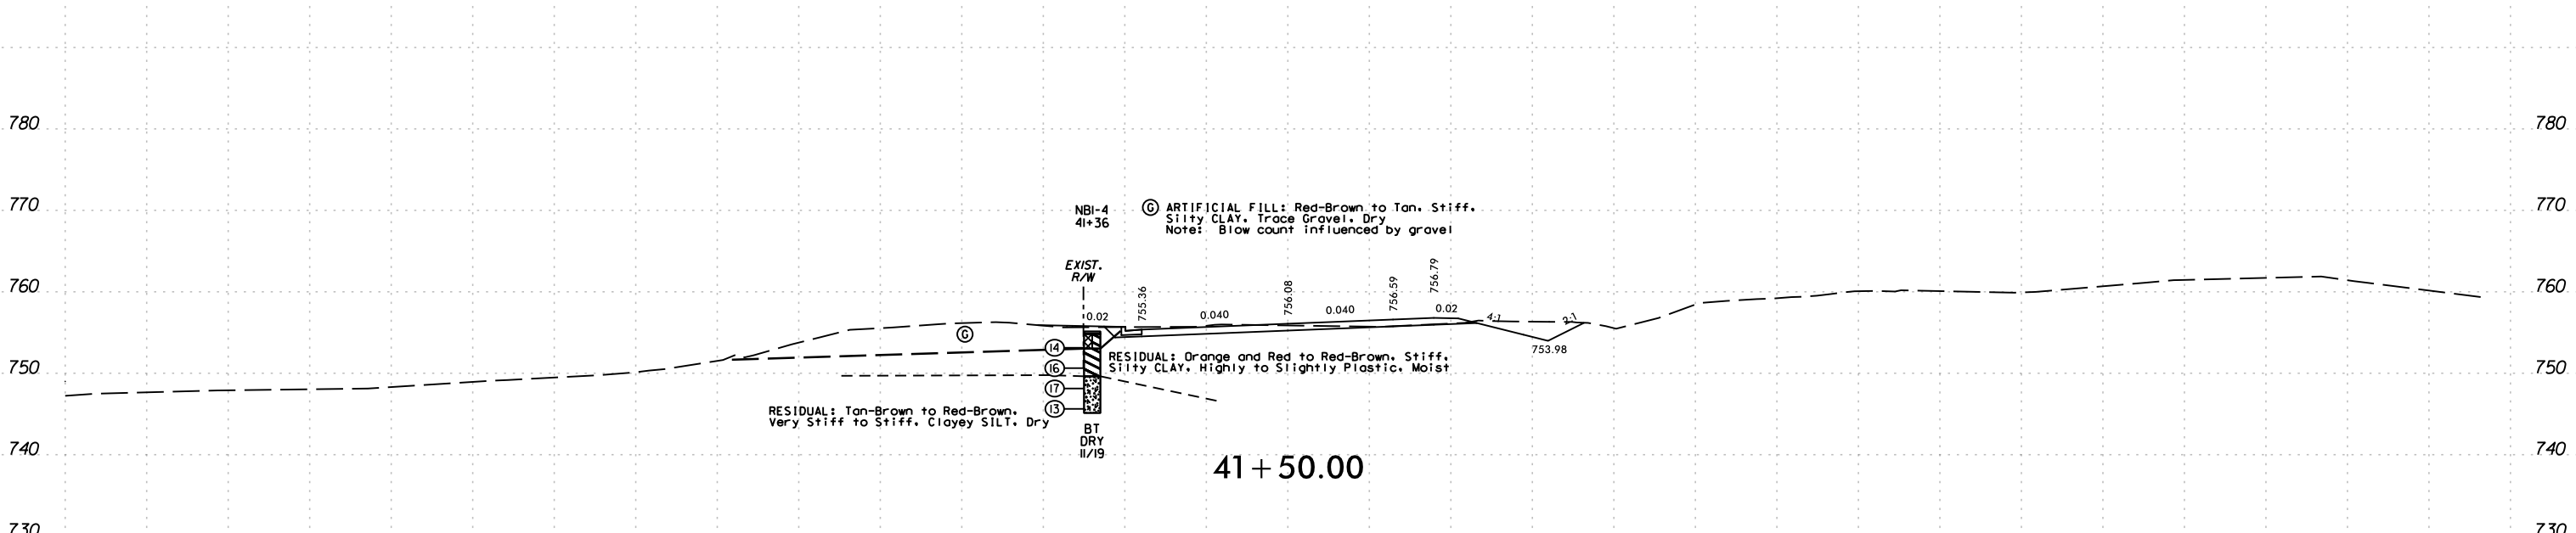 780 780
770 770
NBI-4
41+36
G ARTIFICIAL FILL: Red-Brown to Tan. Stiff.
Silty CLAY. Trace Gravel. Dry
Note: Blow count influenced by gravel
EXIST.
R/W
760 760
0.02 755.36 0.040 756.08 0.040 756.59 756.79 0.02 4:1 2:1
G
753.98
14
RESIDUAL: Orange and Red to Red-Brown. Stiff.
Silty CLAY. Highly to Slightly Plastic. Moist
16
750 750
17
13
RESIDUAL: Tan-Brown to Red-Brown.
Very Stiff to Stiff. Clayey SILT. Dry
BT
DRY
11/19
740 740
41+50.00
730 730